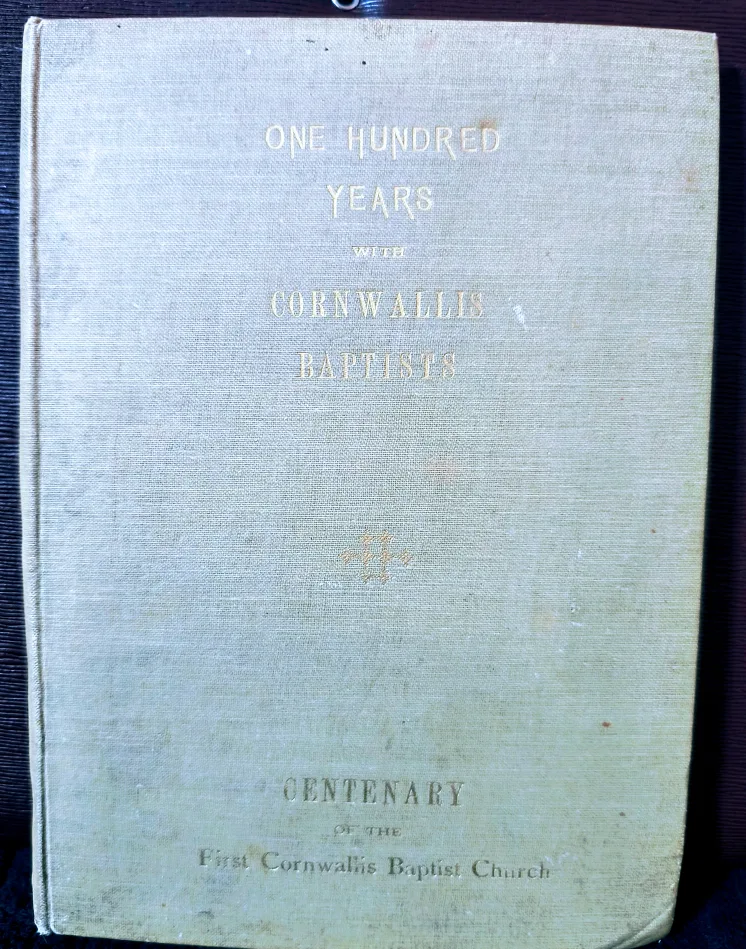 ONE HUNDRED
YEARS
WITH
CORNWALLIS
BAPTISTS
CENTENARY
OF THE
First Cornwallis Baptist Church